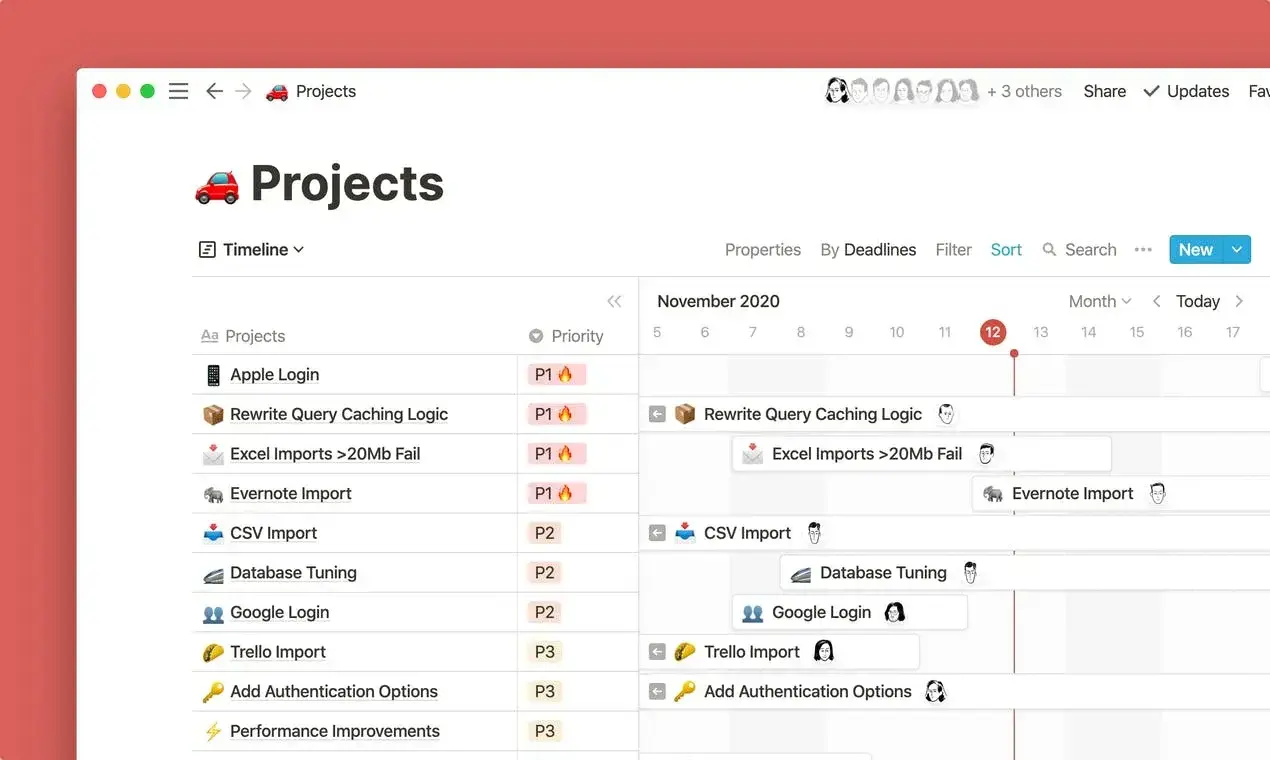 Projects
+ 3 others Share Updates
Projects
Timeline
Properties By Deadlines Filter Sort Search ••• New
November 2020 Month Today
Aa Projects Priority
5 6 7 8 9 10 11 12 13 14 15 16 17
Apple Login P1
Rewrite Query Caching Logic P1 Rewrite Query Caching Logic
Excel Imports >20Mb Fail P1 Excel Imports >20Mb Fail
Evernote Import P1 Evernote Import
CSV Import P2 CSV Import
Database Tuning P2 Database Tuning
Google Login P2 Google Login
Trello Import P3 Trello Import
Add Authentication Options P3 Add Authentication Options
Performance Improvements P3